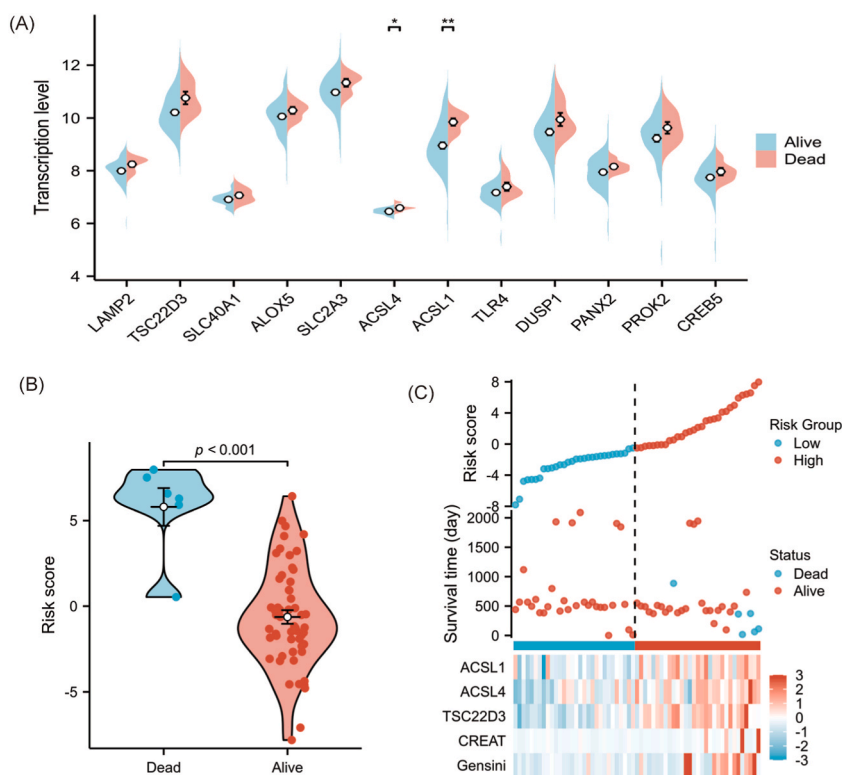 (A)
* **
12
10
8
6
4
Transcription level
Alive
Dead
LAMP2
TSC22D3
SLC40A1
ALOX5
SLC2A3
ACSL4
ACSL1
TLR4
DUSP1
PANX2
PROK2
CREB5
(B)
p < 0.001
5
0
-5
Risk score
Dead Alive
(C)
8
4
0
-4
-8
Risk score
Risk Group
Low
High
2000
1500
1000
500
0
Survival time (day)
Status
Dead
Alive
ACSL1
ACSL4
TSC22D3
CREAT
Gensini
3
2
1
0
-1
-2
-3